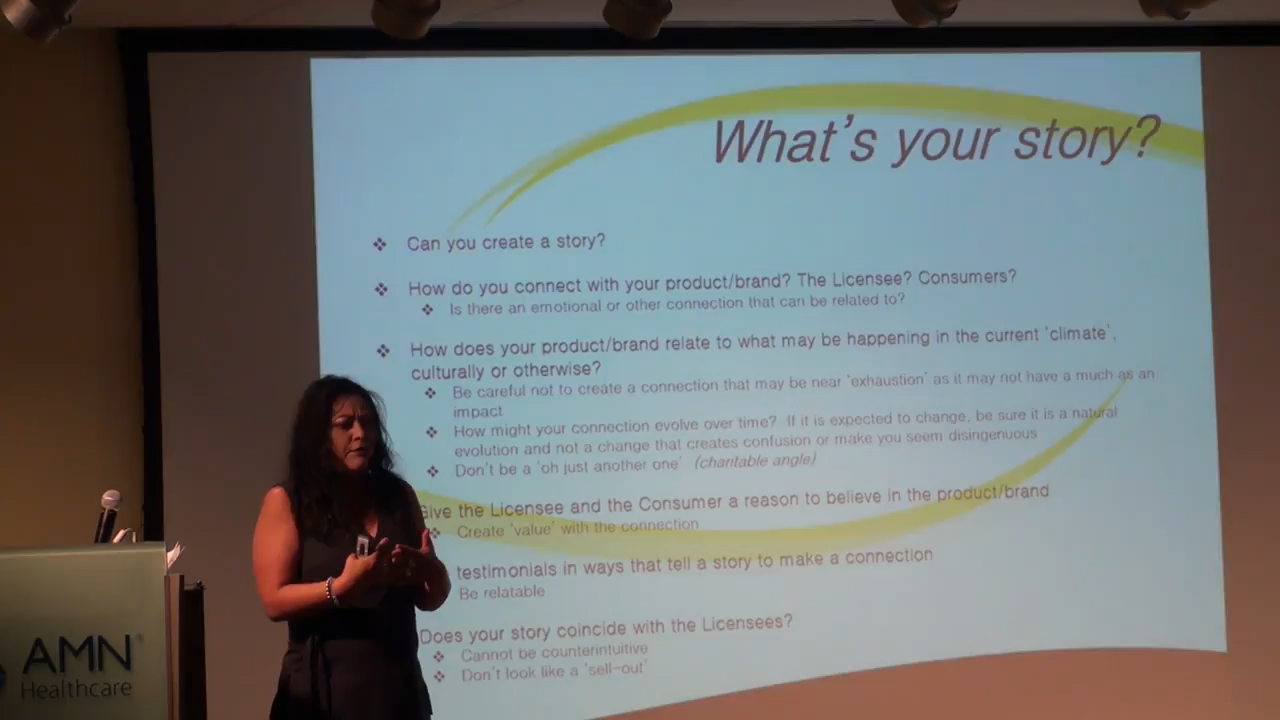 What's your story?
Can you create a story?
How do you connect with your product/brand? The Licensee? Consumers?
Is there an emotional or other connection that can be related to?
How does your product/brand relate to what may be happening in the current 'climate',
culturally or otherwise?
Be careful not to create a connection that may be near 'exhaustion' as it may not have a much as an
impact
How might your connection evolve over time? If it is expected to change, be sure it is a natural
evolution and not a change that creates confusion or make you seem disingenuous
Don't be a 'oh just another one' (charitable angle)
Give the Licensee and the Consumer a reason to believe in the product/brand
Create 'value' with the connection
testimonials in ways that tell a story to make a connection
Be relatable
Does your story coincide with the Licensees?
Cannot be counterintuitive
Don't look like a 'sell-out'
AMN
Healthcare